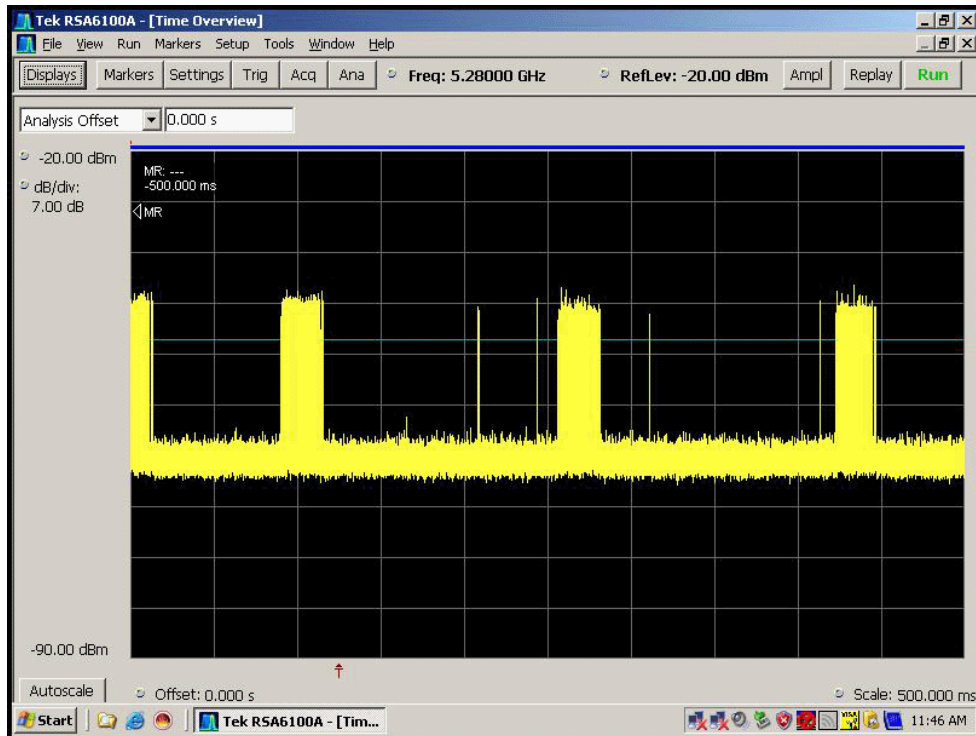 Tek RSA6100A - [Time Overview]
File View Run Markers Setup Tools Window Help
Displays Markers Settings Trig Acq Ana Freq: 5.28000 GHz RefLev: -20.00 dBm Ampl Replay Run
Analysis Offset 0.000 s
-20.00 dBm
dB/div:
7.00 dB
MR: ---
-500.000 ms
MR
-90.00 dBm
Autoscale Offset: 0.000 s Scale: 500.000 ms
Start Tek RSA6100A - [Tim... VISA 11:46 AM